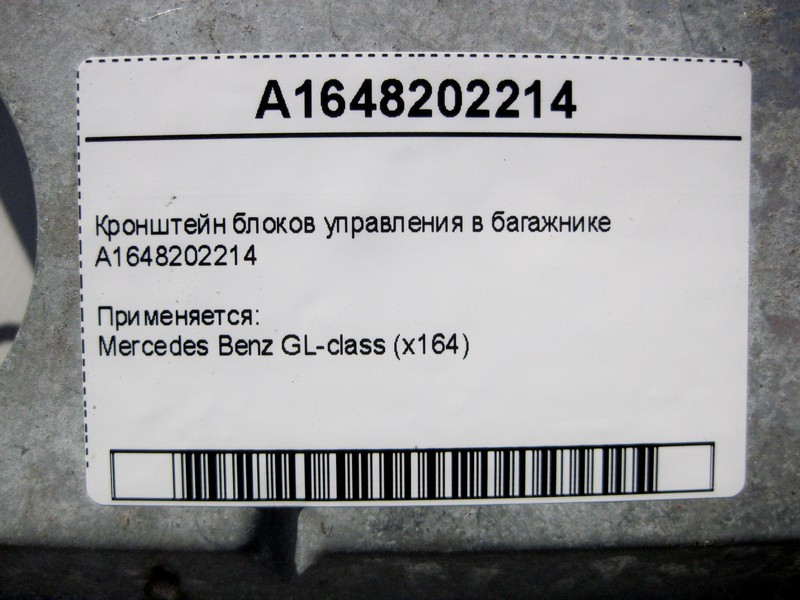 A1648202214
Кронштейн блоков управления в багажнике
A1648202214
Применяется:
Mercedes Benz GL-class (x164)